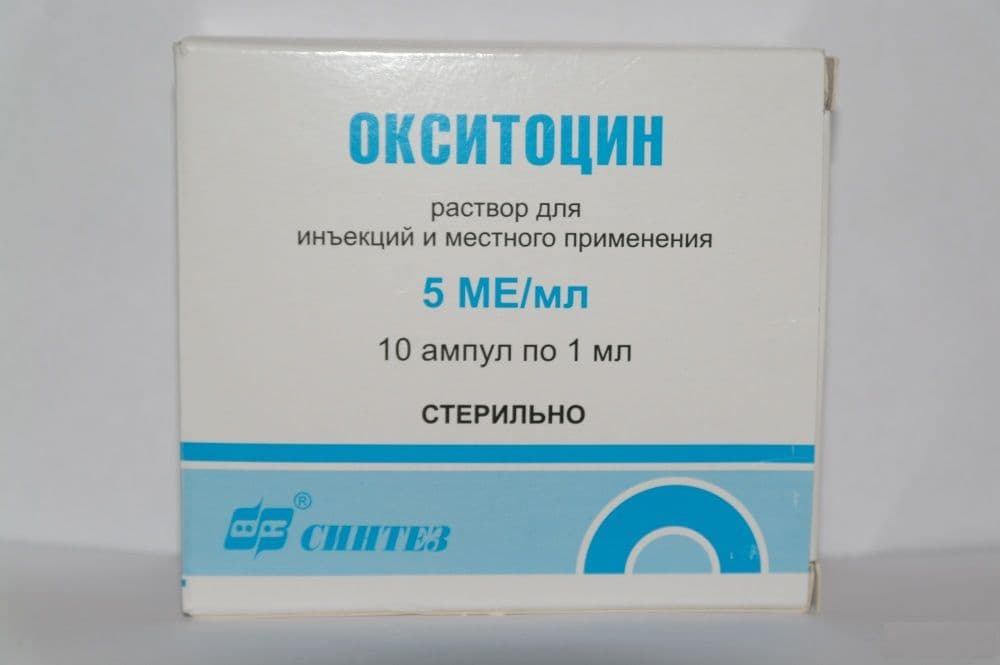 ОКСИТОЦИН
раствор для
инъекций и местного применения
5 МЕ/мл
10 ампул по 1 мл
СТЕРИЛЬНО
® СИНТЕЗ